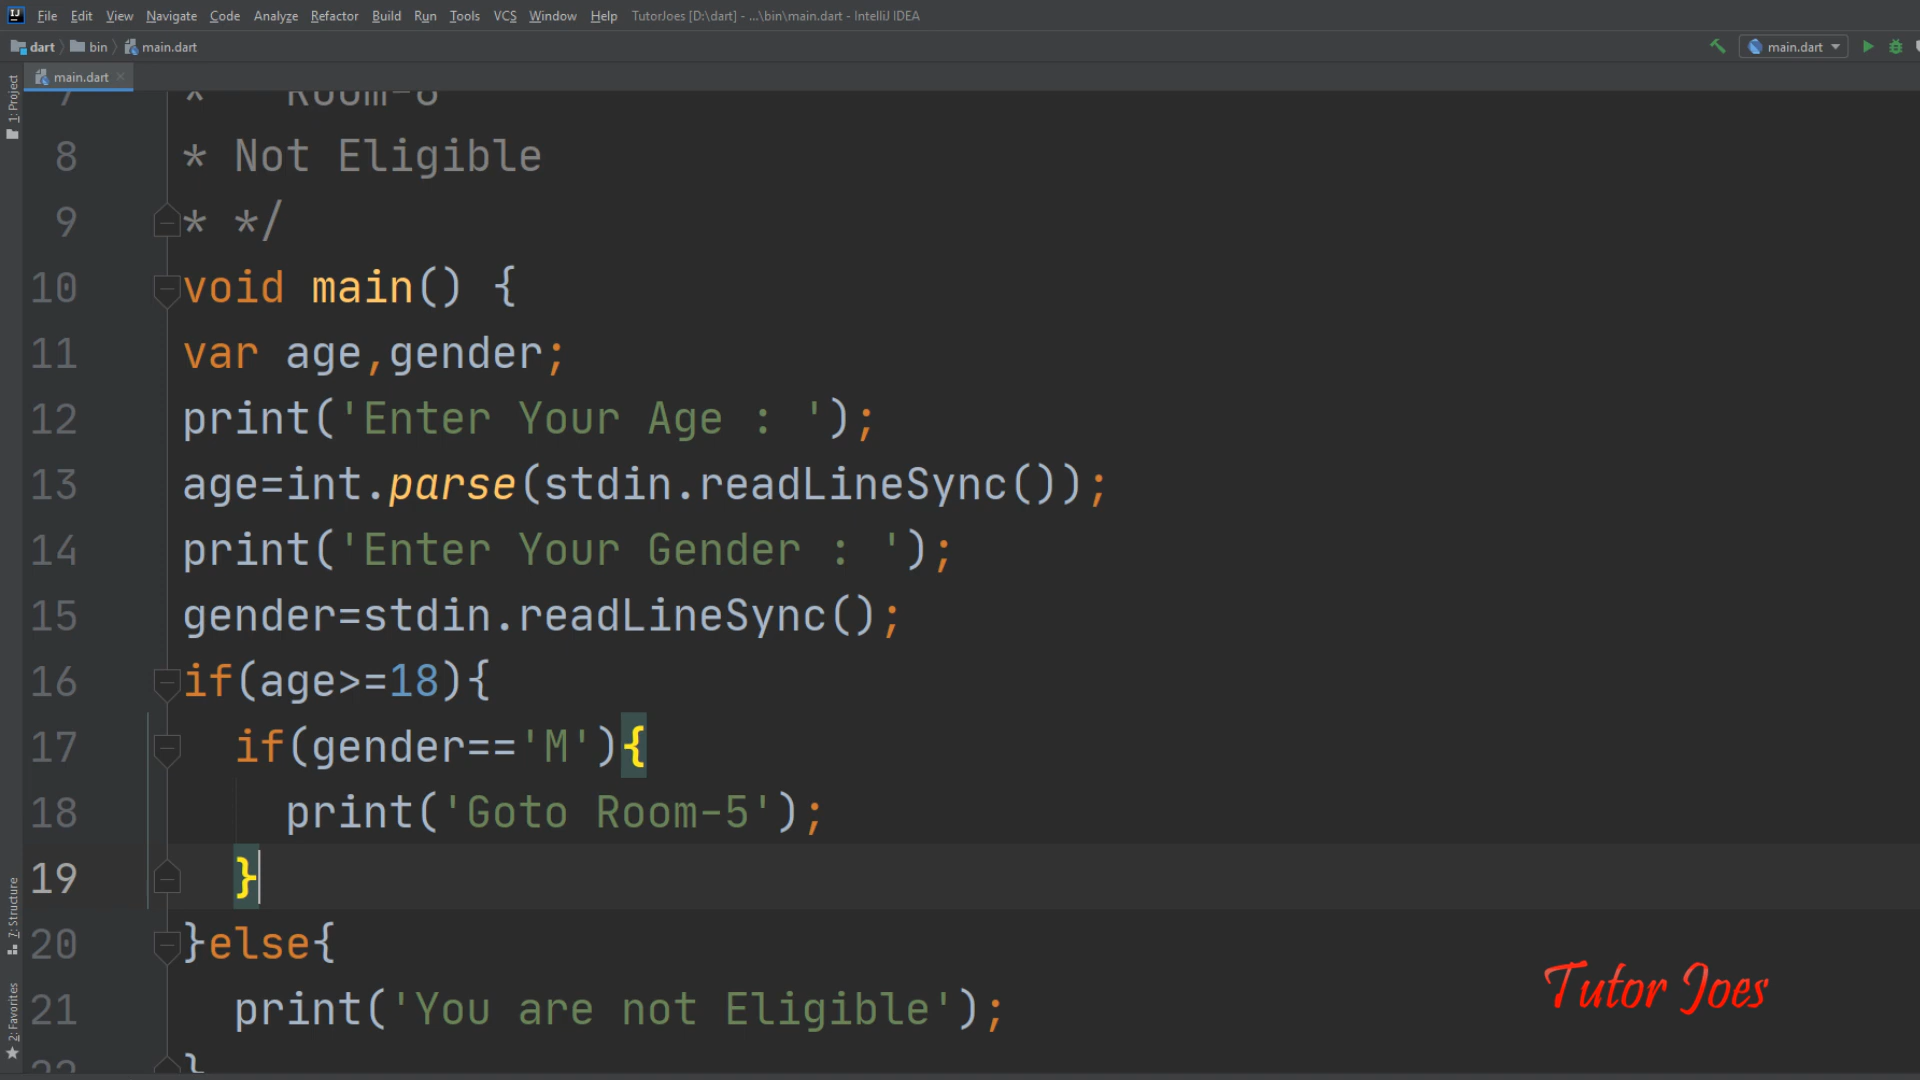 File Edit View Navigate Code Analyze Refactor Build Run Tools VCS Window Help TutorJoes [D:\dart] - ...\bin\main.dart - IntelliJ IDEA
dart bin main.dart main.dart
main.dart
1: Project
7 * Room-6
8 * Not Eligible
9 * */
10 void main() {
11 var age,gender;
12 print('Enter Your Age : ');
13 age=int.parse(stdin.readLineSync());
14 print('Enter Your Gender : ');
15 gender=stdin.readLineSync();
16 if(age>=18){
17 if(gender=='M'){
18 print('Goto Room-5');
19 }
20 }else{
21 print('You are not Eligible');
22 }
7: Structure
2: Favorites
Tutor Joes